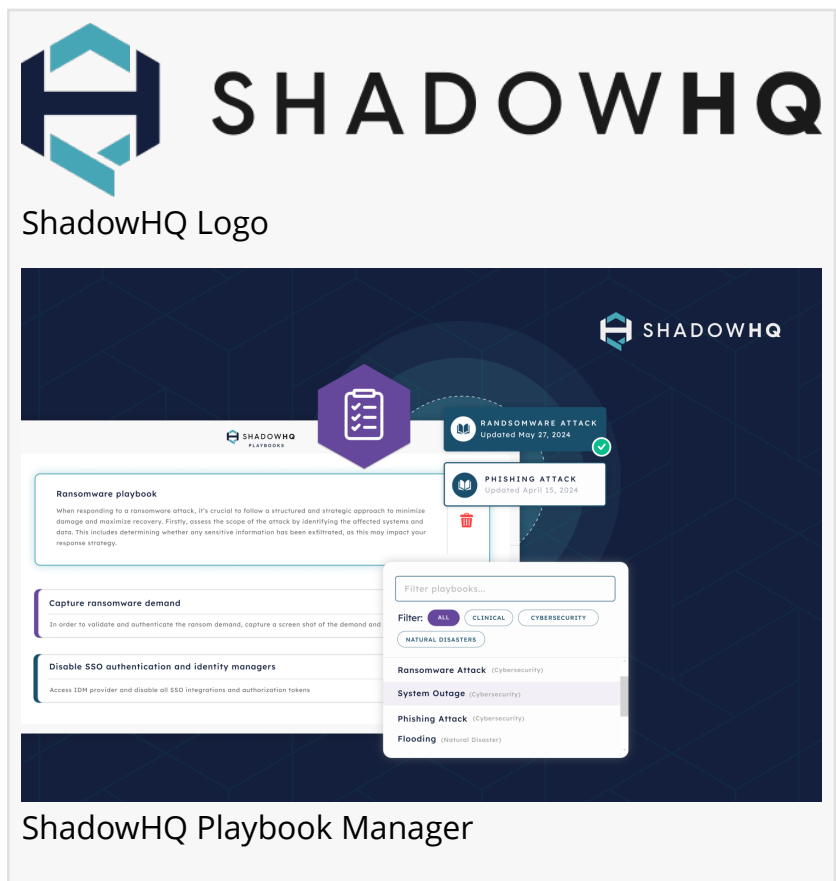 SHADOWHQ
ShadowHQ Logo
SHADOWHQ
SHADOWHQ
PLAYBOOKS
RANDSOMWARE ATTACK
Updated May 27, 2024
PHISHING ATTACK
Updated April 15, 2024
Ransomware playbook
When responding to a ransomware attack, it's crucial to follow a structured and strategic approach to minimize
damage and maximize recovery. Firstly, assess the scope of the attack by identifying the affected systems and
data. This includes determining whether any sensitive information has been exfiltrated, as this may impact your
response strategy.
Capture ransomware demand
In order to validate and authenticate the ransom demand, capture a screen shot of the demand and
Disable SSO authentication and identity managers
Access IDM provider and disable all SSO integrations and authorization tokens
Filter playbooks...
Filter: ALL CLINICAL CYBERSECURITY
NATURAL DISASTERS
Ransomware Attack (Cybersecurity)
System Outage (Cybersecurity)
Phishing Attack (Cybersecurity)
Flooding (Natural Disaster)
ShadowHQ Playbook Manager